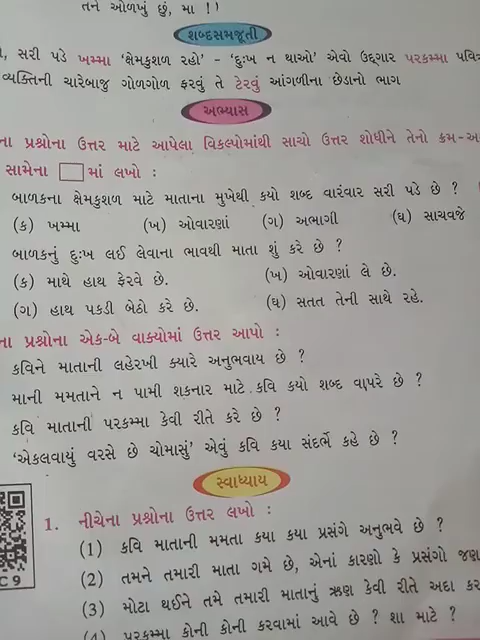 તને ઓળખું છું, મા !)
શબ્દસમજૂતી
સરી પડે ખમ્મા 'ક્ષેમકુશળ રહો' – 'દુઃખ ન થાઓ' એવો ઉદ્ગાર પરકમ્મા
વ્યક્તિની ચારેબાજુ ગોળગોળ ફરવું તે ટેરવું આંગળીના છેડાનો ભાગ
અભ્યાસ
ના પ્રશ્નોના ઉત્તર માટે આપેલા વિકલ્પોમાંથી સાચો ઉત્તર શોધીને તેનો
સામેના □ માં લખો :
બાળકના ક્ષેમકુશળ માટે માતાના મુખેથી કયો શબ્દ વારંવાર સરી પડે છે ?
(ક) ખમ્મા (ખ) ઓવારણાં (ગ) અભાગી (ઘ) સાચવજે
બાળકનું દુઃખ લઈ લેવાના ભાવથી માતા શું કરે છે ?
(ક) માથે હાથ ફેરવે છે. (ખ) ઓવારણાં લે છે.
(ગ) હાથ પકડી બેઠો કરે છે. (ઘ) સતત તેની સાથે રહે.
ના પ્રશ્નોના એક-બે વાક્યોમાં ઉત્તર આપો :
કવિને માતાની લહેરખી ક્યારે અનુભવાય છે ?
માની મમતાને ન પામી શકનાર માટે કવિ કયો શબ્દ વાપરે છે ?
કવિ માતાની પરકમ્મા કેવી રીતે કરે છે ?
'એકલવાયું વરસે છે ચોમાસું' એવું કવિ કયા સંદર્ભે કહે છે ?
સ્વાધ્યાય
1. નીચેના પ્રશ્નોના ઉત્તર લખો :
(1) કવિ માતાની મમતા કયા કયા પ્રસંગે અનુભવે છે ?
(2) તમને તમારી માતા ગમે છે, એનાં કારણો કે પ્રસંગો
C 9
(3) મોટા થઈને તમે તમારી માતાનું ઋણ કેવી રીતે અદા
(4) પરકમ્મા કોની કોની કરવામાં આવે છે ? શા માટે ?